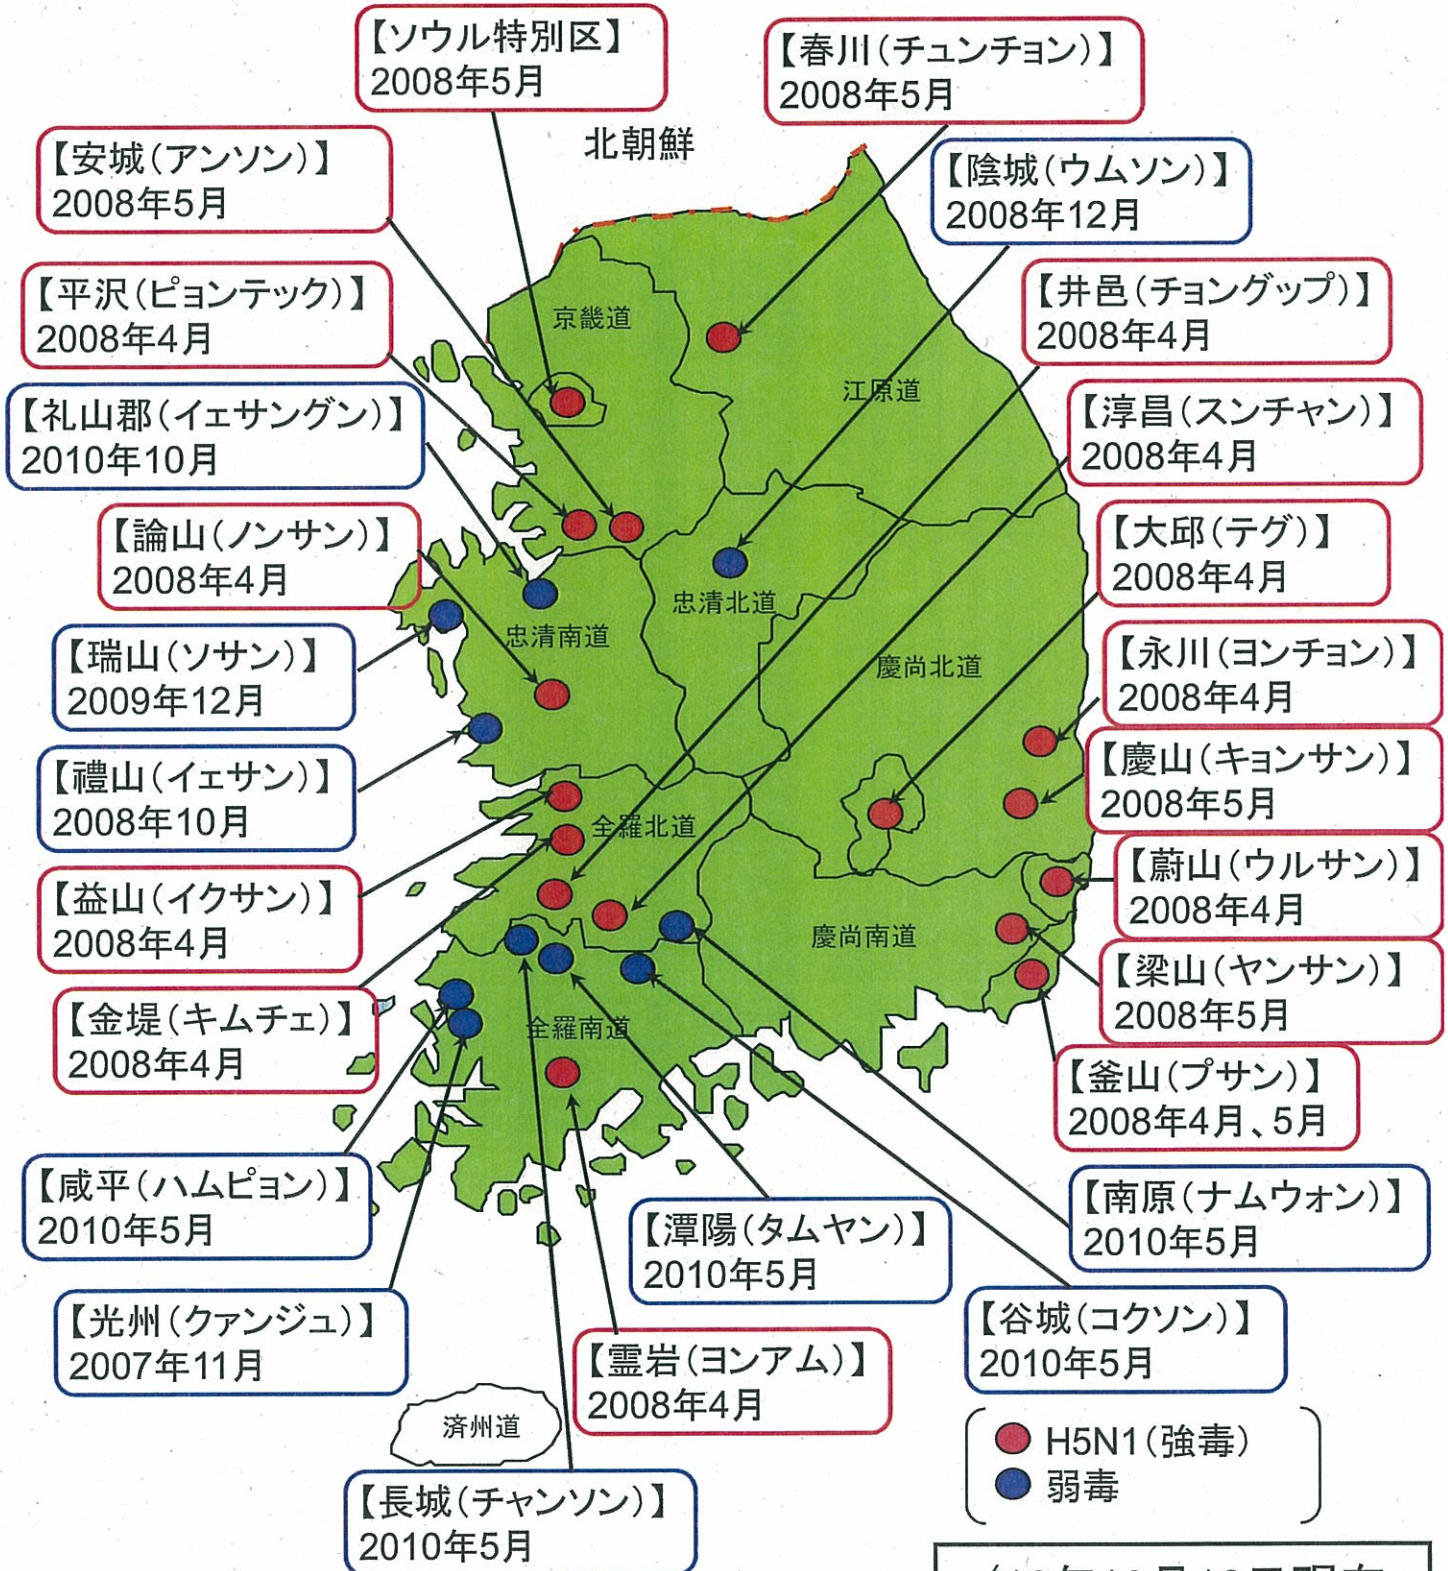 【ソウル特別区】
2008年5月
【春川(チュンチョン)】
2008年5月
北朝鮮
【安城(アンソン)】
2008年5月
【陰城(ウムソン)】
2008年12月
【平沢(ピョンテック)】
2008年4月
【井邑(チョングップ)】
2008年4月
京畿道
江原道
【礼山郡(イェサングン)】
2010年10月
【淳昌(スンチャン)】
2008年4月
【論山(ノンサン)】
2008年4月
【大邱(テグ)】
2008年4月
忠清北道
忠清南道
慶尚北道
【瑞山(ソサン)】
2009年12月
【永川(ヨンチョン)】
2008年4月
【禮山(イェサン)】
2008年10月
【慶山(キョンサン)】
2008年5月
全羅北道
【益山(イクサン)】
2008年4月
【蔚山(ウルサン)】
2008年4月
慶尚南道
【梁山(ヤンサン)】
2008年5月
【金堤(キムチェ)】
2008年4月
全羅南道
【釜山(プサン)】
2008年4月、5月
【咸平(ハムピョン)】
2010年5月
【潭陽(タムヤン)】
2010年5月
【南原(ナムウォン)】
2010年5月
【光州(クァンジュ)】
2007年11月
【霊岩(ヨンアム)】
2008年4月
【谷城(コクソン)】
2010年5月
済州道
【長城(チャンソン)】
2010年5月
H5N1(強毒)
弱毒